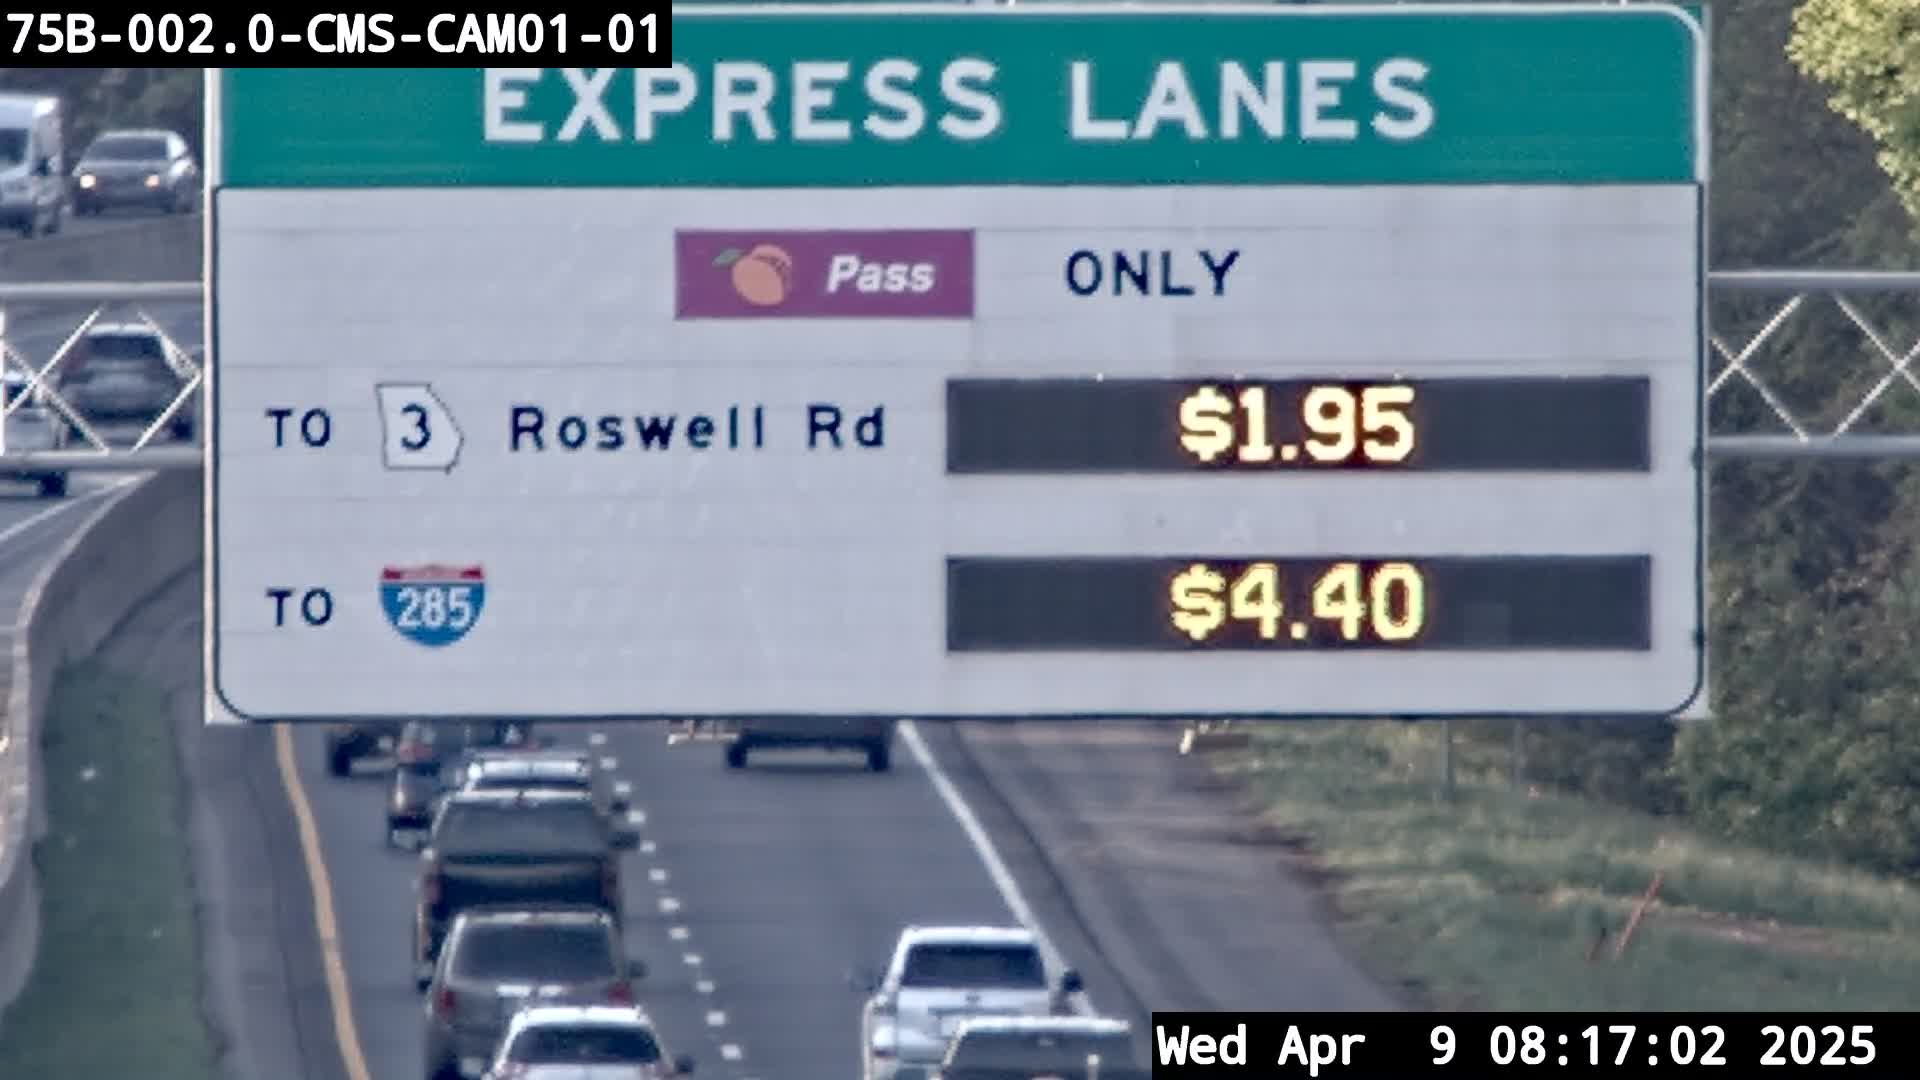 75B-002.0-CMS-CAM01-01
EXPRESS LANES
Pass ONLY
TO 3 Roswell Rd $1.95
TO 285 $4.40
Wed Apr 9 08:17:02 2025